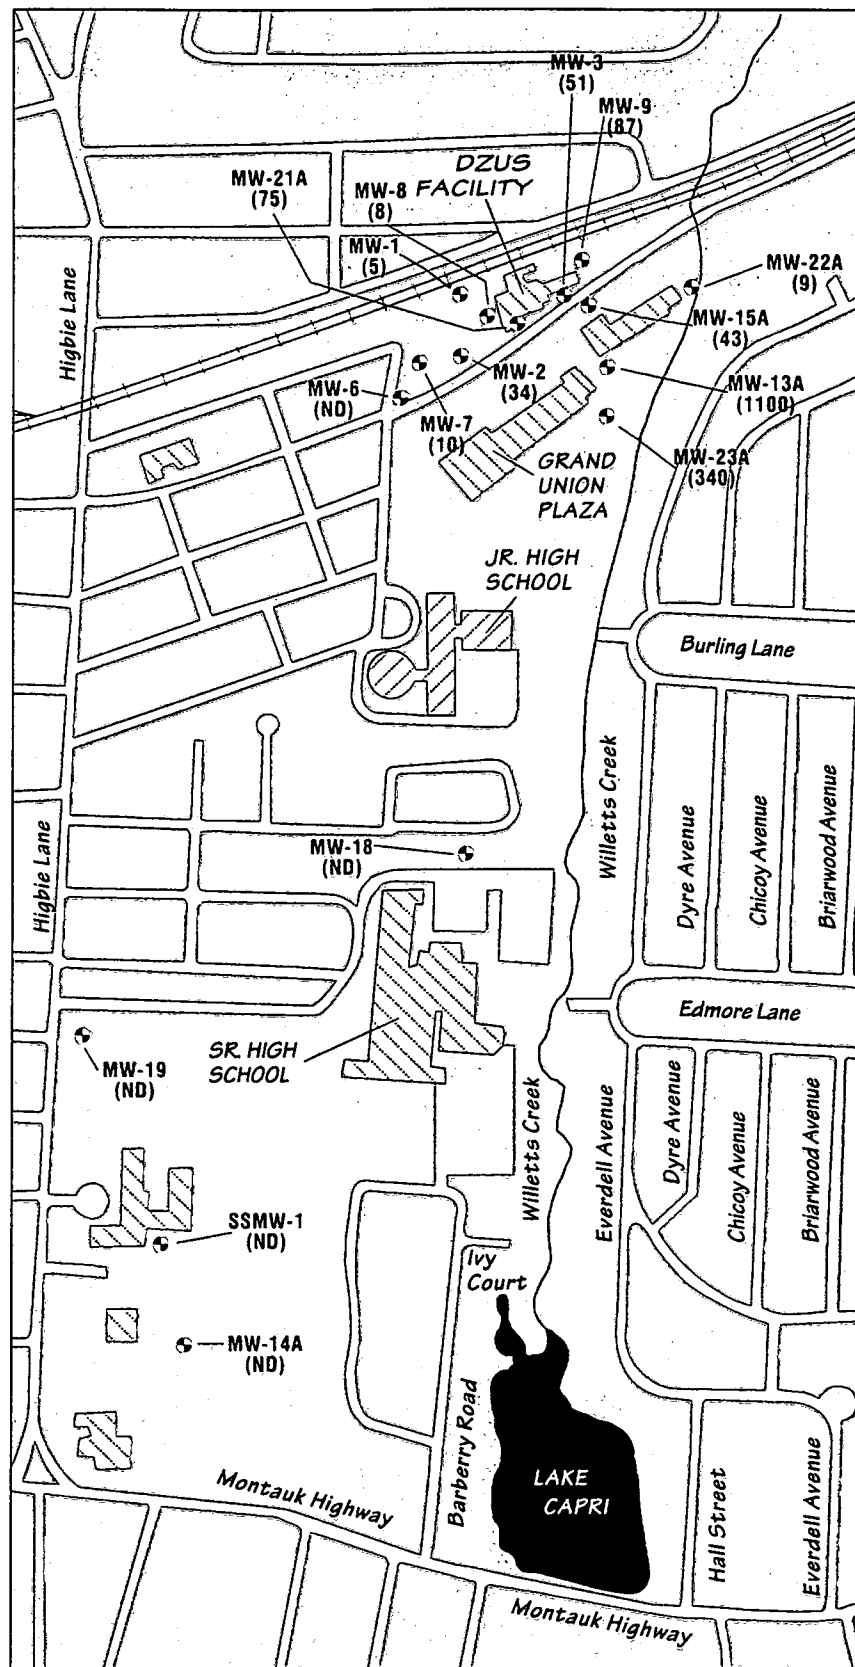 MW-3
(51)
MW-9
(87)
DZUS
FACILITY
MW-21A
(75)
MW-8
(8)
MW-1
(5)
MW-22A
(9)
MW-15A
(43)
Higbie Lane
MW-2
(34)
MW-6
(ND)
MW-13A
(1100)
MW-7
(10)
GRAND
UNION
PLAZA
MW-23A
(340)
JR. HIGH
SCHOOL
Burling Lane
Willetts Creek
Dyre Avenue
Chicoy Avenue
Briarwood Avenue
MW-18
(ND)
Higbie Lane
Edmore Lane
SR. HIGH
SCHOOL
MW-19
(ND)
Willetts Creek
Everdell Avenue
Dyre Avenue
Chicoy Avenue
Briarwood Avenue
SSMW-1
(ND)
Ivy
Court
MW-14A
(ND)
Barberry Road
LAKE
CAPRI
Montauk Highway
Hall Street
Everdell Avenue
Montauk Highway